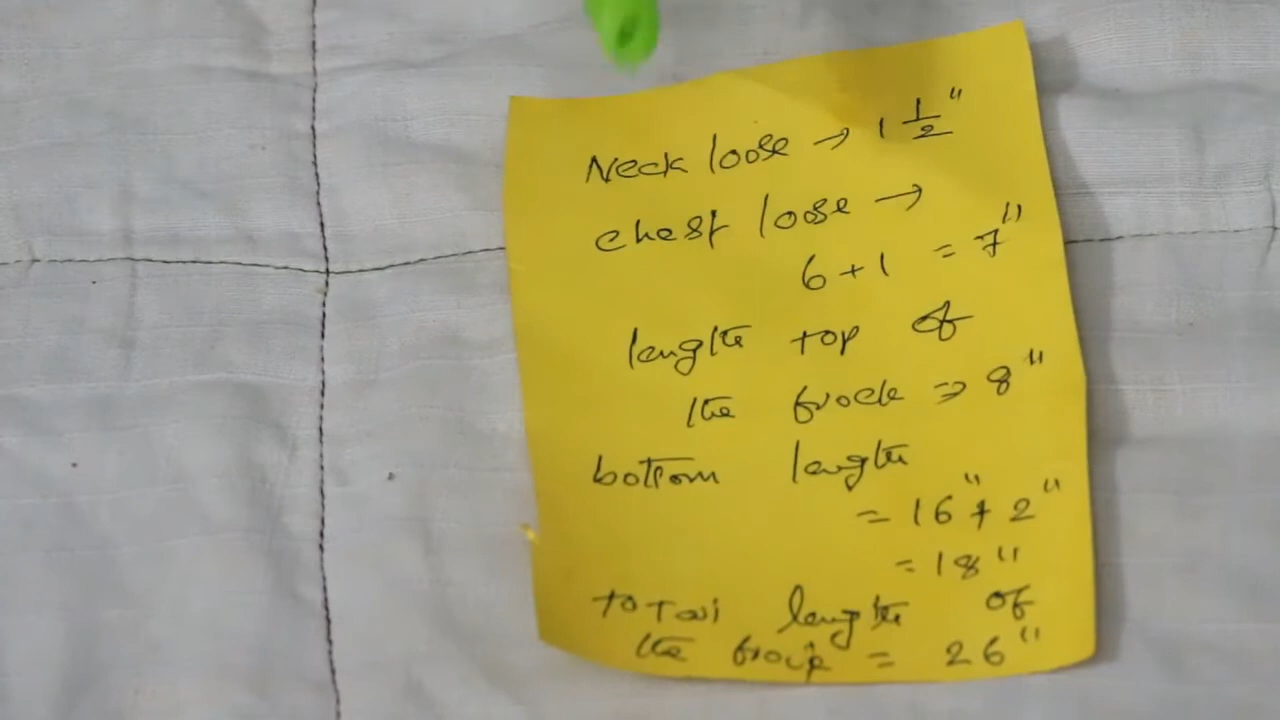 Neck loose → 1 1/2"
chest loose →
6 + 1 = 7"
length top of
the frock ⇒ 8"
bottom length
= 16" + 2"
= 18"
total length of
the frock = 26"